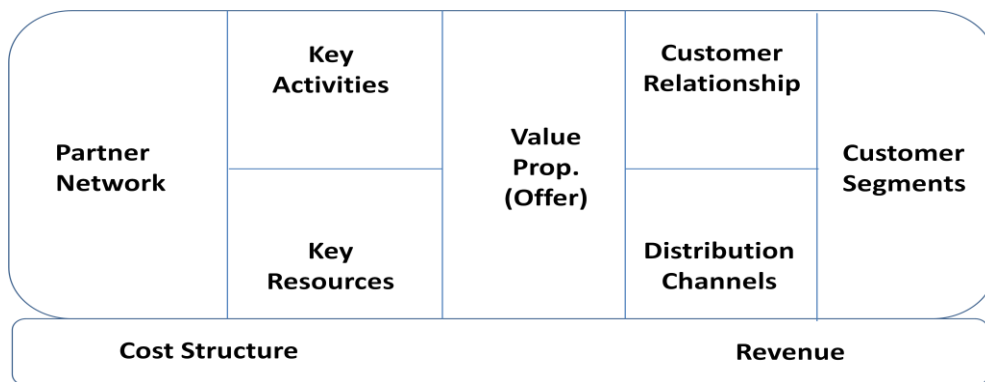 Partner
Network
Key
Activities
Key
Resources
Value
Prop.
(Offer)
Customer
Relationship
Distribution
Channels
Customer
Segments
Cost Structure
Revenue